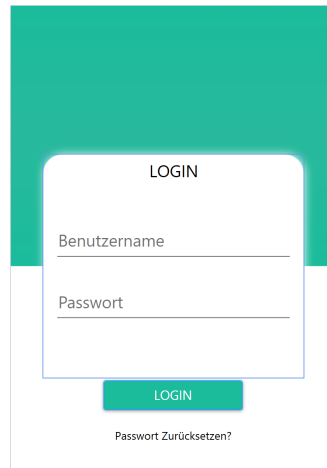 LOGIN
Benutzername
Passwort
LOGIN
Passwort Zurücksetzen?